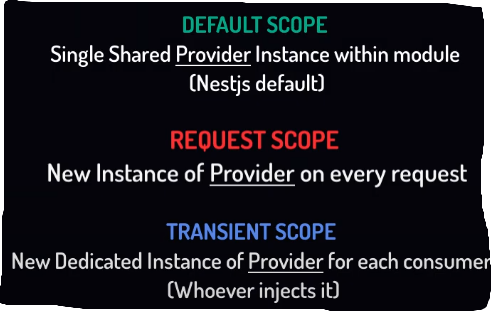 DEFAULT SCOPE
Single Shared Provider Instance within module
(Nestjs default)
REQUEST SCOPE
New Instance of Provider on every request
TRANSIENT SCOPE
New Dedicated Instance of Provider for each consumer
(Whoever injects it)